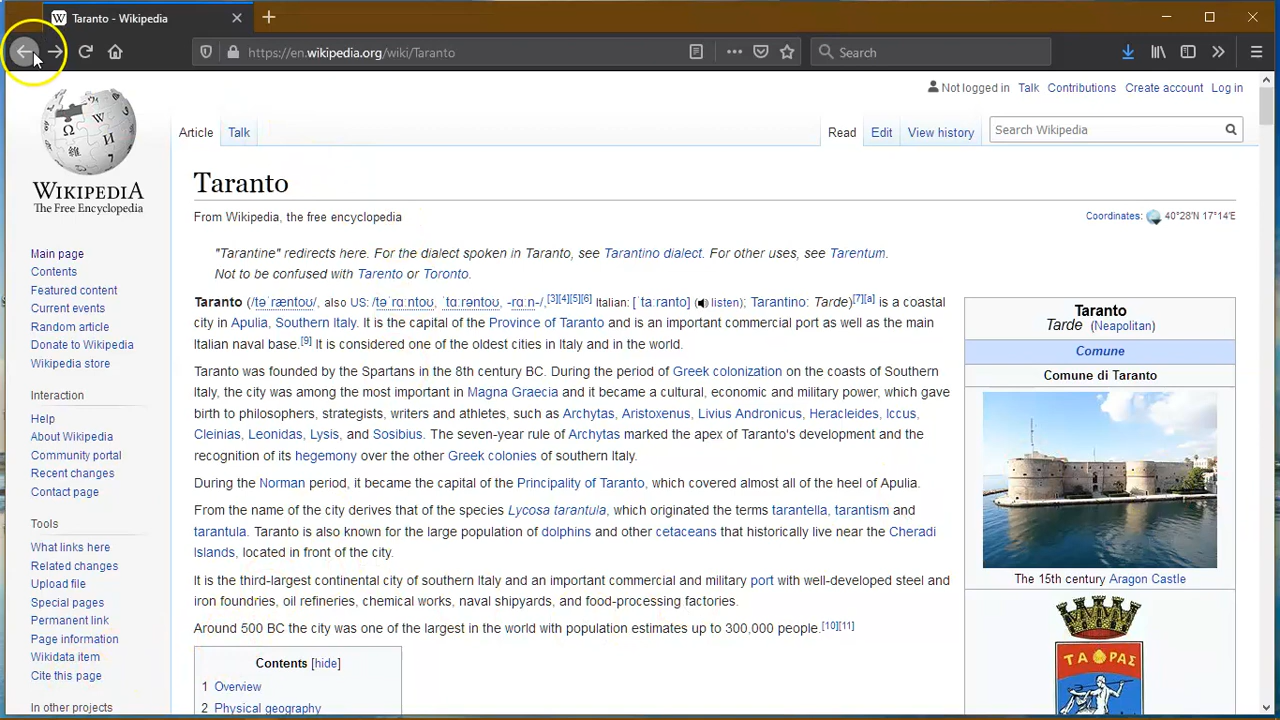 Taranto - Wikipedia
https://en.wikipedia.org/wiki/Taranto
Search
Not logged in Talk Contributions Create account Log in
Article Talk
Read Edit View history
Search Wikipedia
WIKIPEDIA
The Free Encyclopedia
Main page
Contents
Featured content
Current events
Random article
Donate to Wikipedia
Wikipedia store
Interaction
Help
About Wikipedia
Community portal
Recent changes
Contact page
Tools
What links here
Related changes
Upload file
Special pages
Permanent link
Page information
Wikidata item
Cite this page
In other projects
Taranto
From Wikipedia, the free encyclopedia
Coordinates: 40°28′N 17°14′E
"Tarantine" redirects here. For the dialect spoken in Taranto, see Tarantino dialect. For other uses, see Tarentum.
Not to be confused with Tarento or Toronto.
Taranto (/təˈræntoʊ/, also US: /təˈrɑːntoʊ, ˈtɑːrəntoʊ, -rɑːn-/,[3][4][5][6] Italian: [ˈtaːranto] (listen); Tarantino: Tarde)[7][a] is a coastal
city in Apulia, Southern Italy. It is the capital of the Province of Taranto and is an important commercial port as well as the main
Italian naval base.[9] It is considered one of the oldest cities in Italy and in the world.
Taranto was founded by the Spartans in the 8th century BC. During the period of Greek colonization on the coasts of Southern
Italy, the city was among the most important in Magna Graecia and it became a cultural, economic and military power, which gave
birth to philosophers, strategists, writers and athletes, such as Archytas, Aristoxenus, Livius Andronicus, Heracleides, Iccus,
Cleinias, Leonidas, Lysis, and Sosibius. The seven-year rule of Archytas marked the apex of Taranto's development and the
recognition of its hegemony over the other Greek colonies of southern Italy.
During the Norman period, it became the capital of the Principality of Taranto, which covered almost all of the heel of Apulia.
From the name of the city derives that of the species Lycosa tarantula, which originated the terms tarantella, tarantism and
tarantula. Taranto is also known for the large population of dolphins and other cetaceans that historically live near the Cheradi
Islands, located in front of the city.
It is the third-largest continental city of southern Italy and an important commercial and military port with well-developed steel and
iron foundries, oil refineries, chemical works, naval shipyards, and food-processing factories.
Around 500 BC the city was one of the largest in the world with population estimates up to 300,000 people.[10][11]
Contents [hide]
1 Overview
2 Physical geography
Taranto
Tarde (Neapolitan)
Comune
Comune di Taranto
The 15th century Aragon Castle
ΤΑ ΡΑΣ